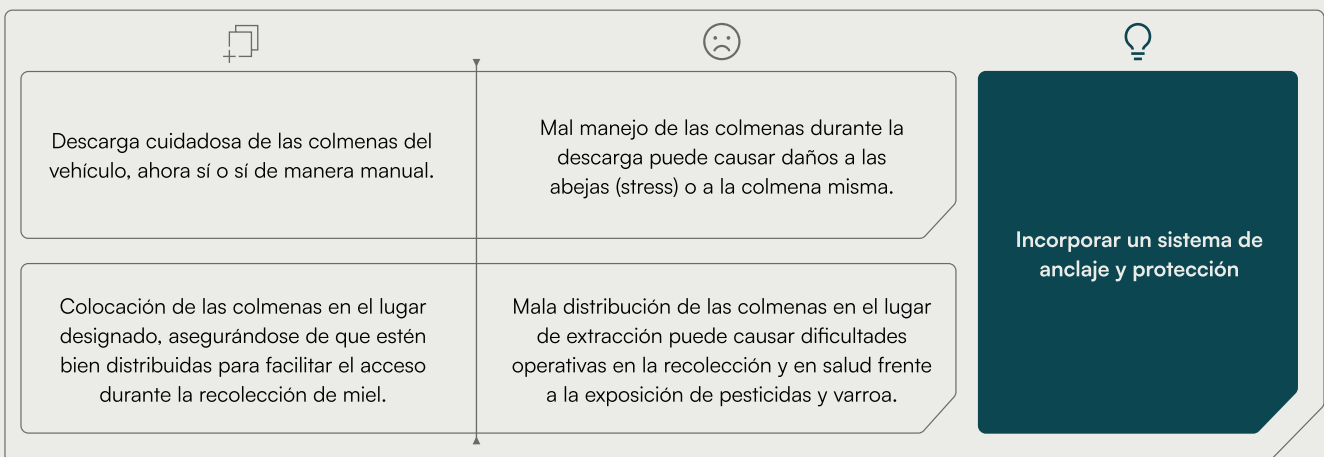 Descarga cuidadosa de las colmenas del
vehículo, ahora sí o sí de manera manual.
Mal manejo de las colmenas durante la
descarga puede causar daños a las
abejas (stress) o a la colmena misma.
Colocación de las colmenas en el lugar
designado, asegurándose de que estén
bien distribuidas para facilitar el acceso
durante la recolección de miel.
Mala distribución de las colmenas en el lugar
de extracción puede causar dificultades
operativas en la recolección y en salud frente
a la exposición de pesticidas y varroa.
Incorporar un sistema de
anclaje y protección